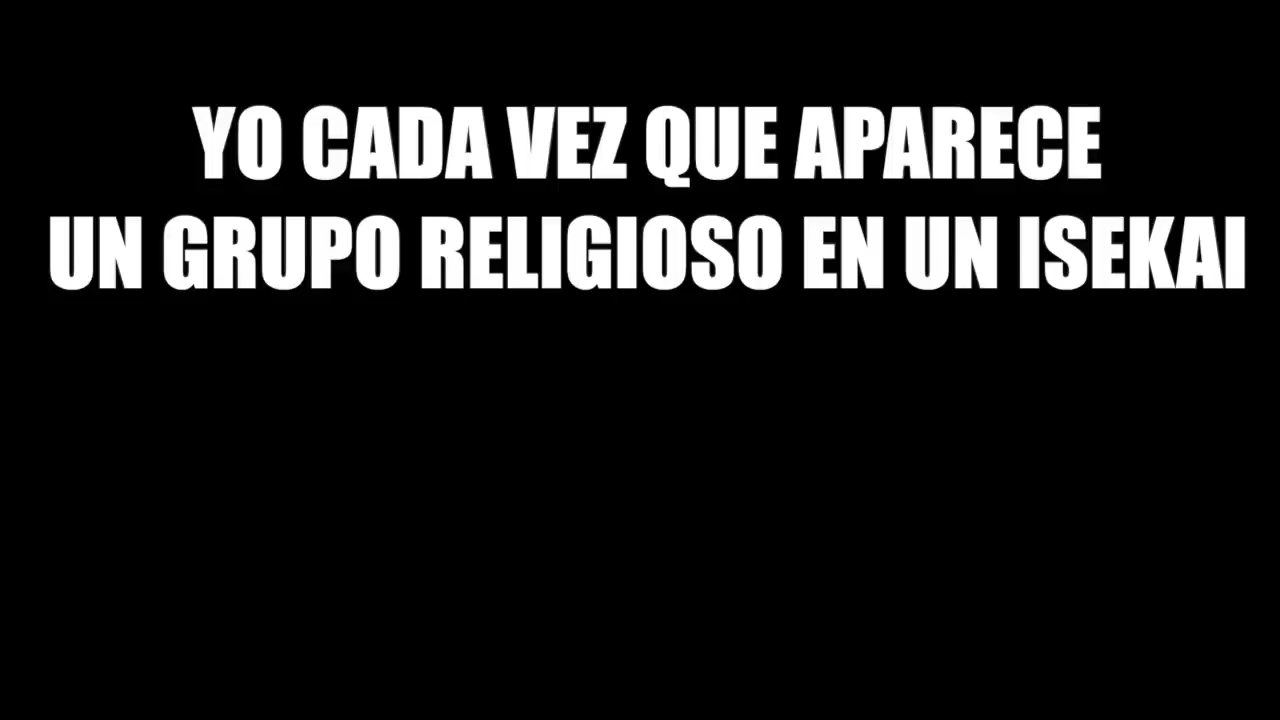 YO CADA VEZ QUE APARECE
UN GRUPO RELIGIOSO EN UN ISEKAI